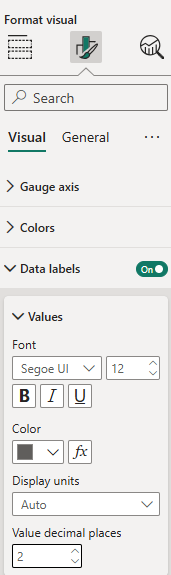 Format visual
Search
Visual General ...
Gauge axis
Colors
Data labels On
Values
Font
Segoe UI 12
B I U
Color
fx
Display units
Auto
Value decimal places
2